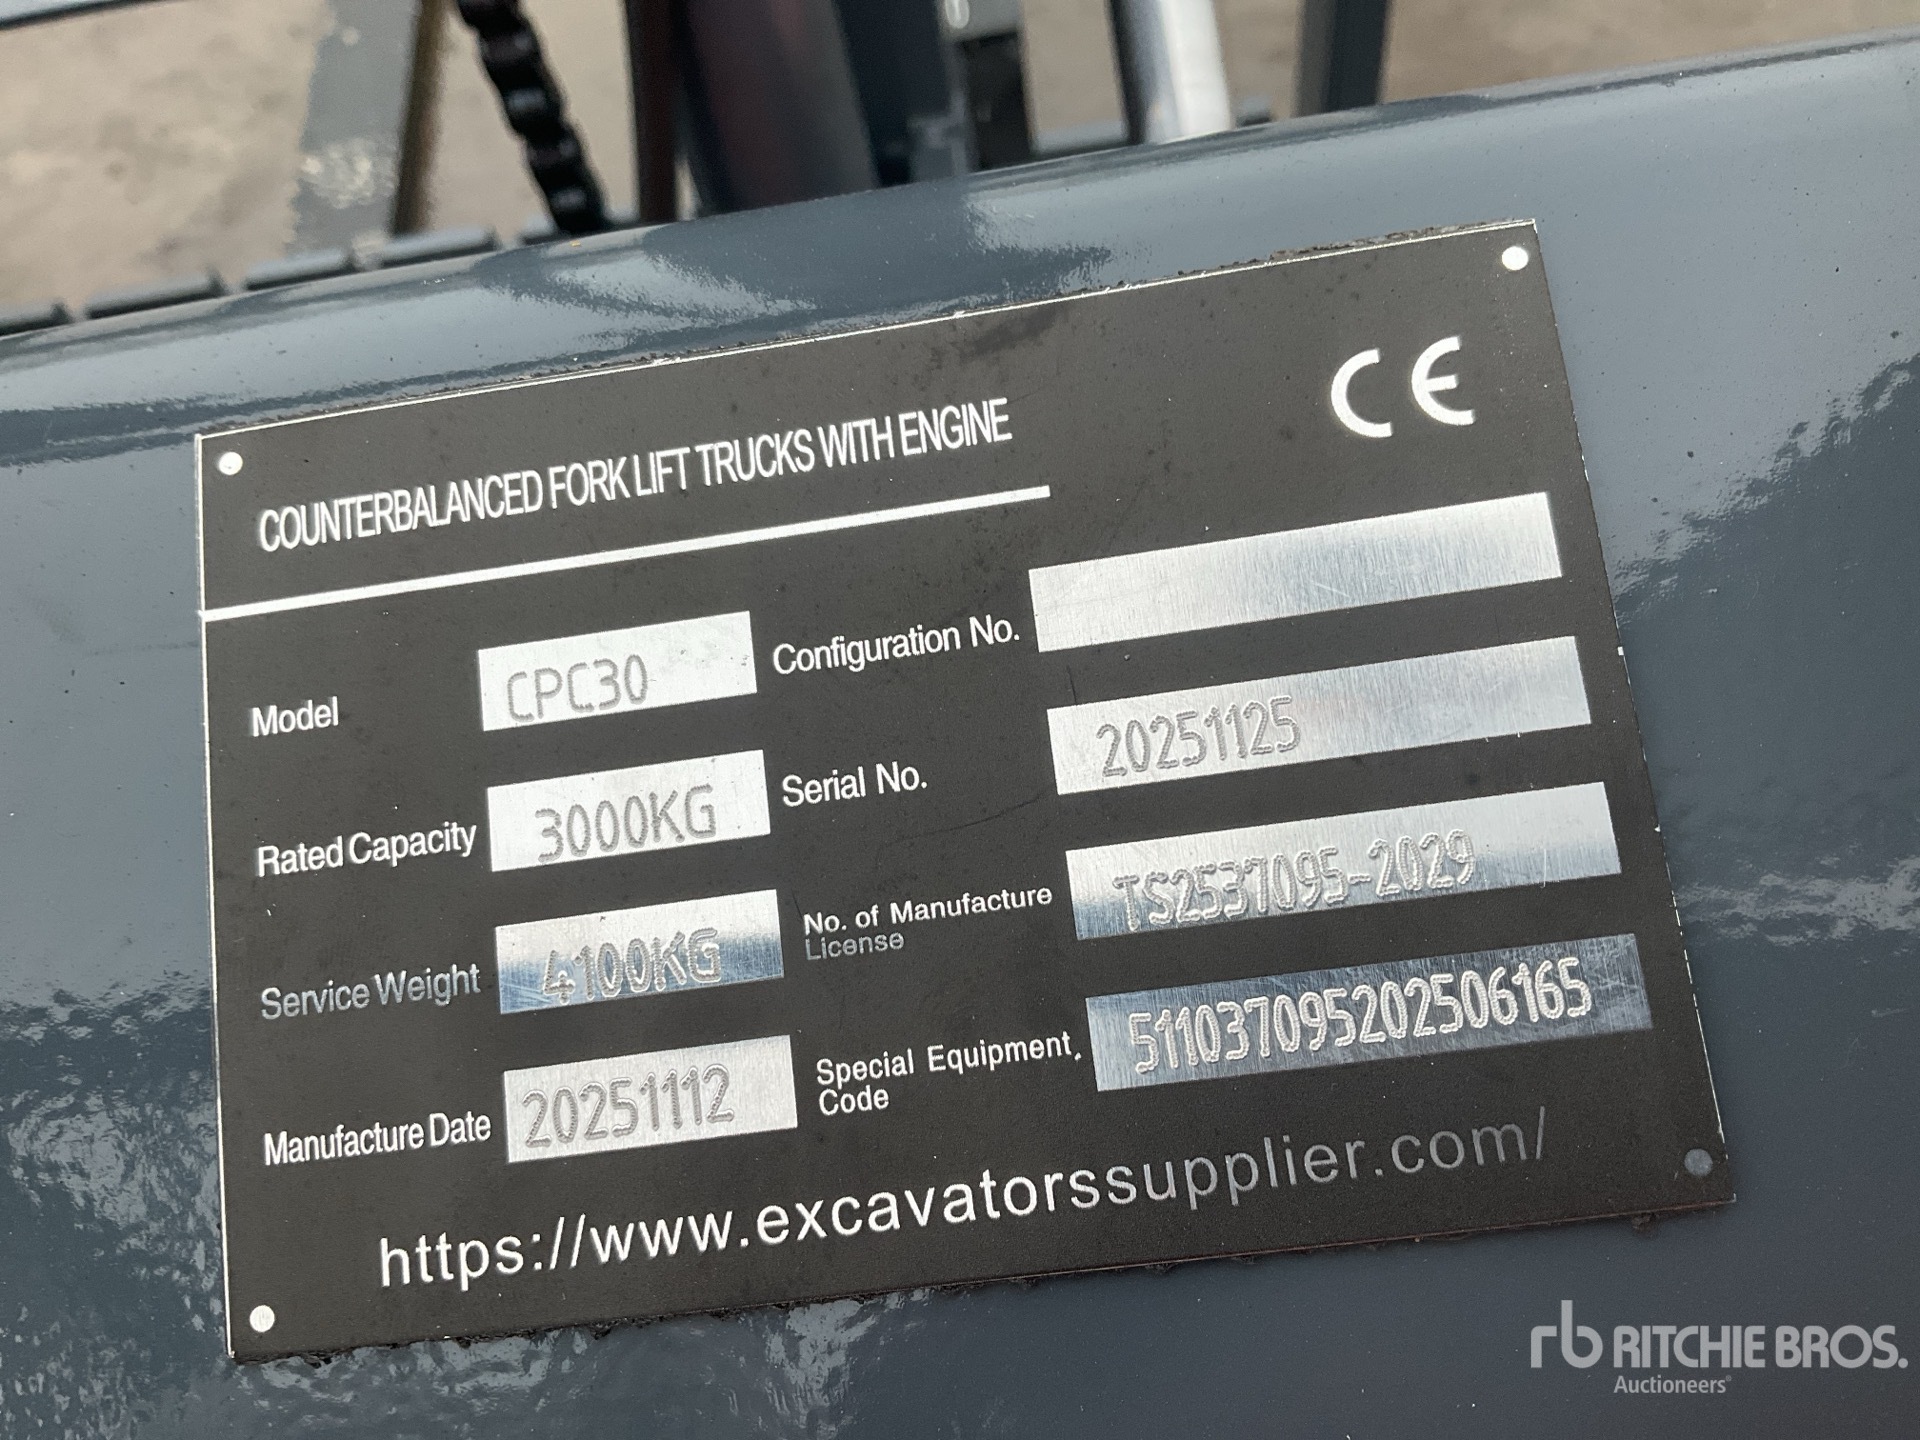 CE
COUNTERBALANCED FORK LIFT TRUCKS WITH ENGINE
Model CPC30
Configuration No.
Rated Capacity 3000KG
Serial No. 20251125
Service Weight 4100KG
No. of Manufacture
License TS2537095-2029
Manufacture Date 20251112
Special Equipment.
Code 511037095202506165
https://www.excavatorssupplier.com/
rb RITCHIE BROS.
Auctioneers